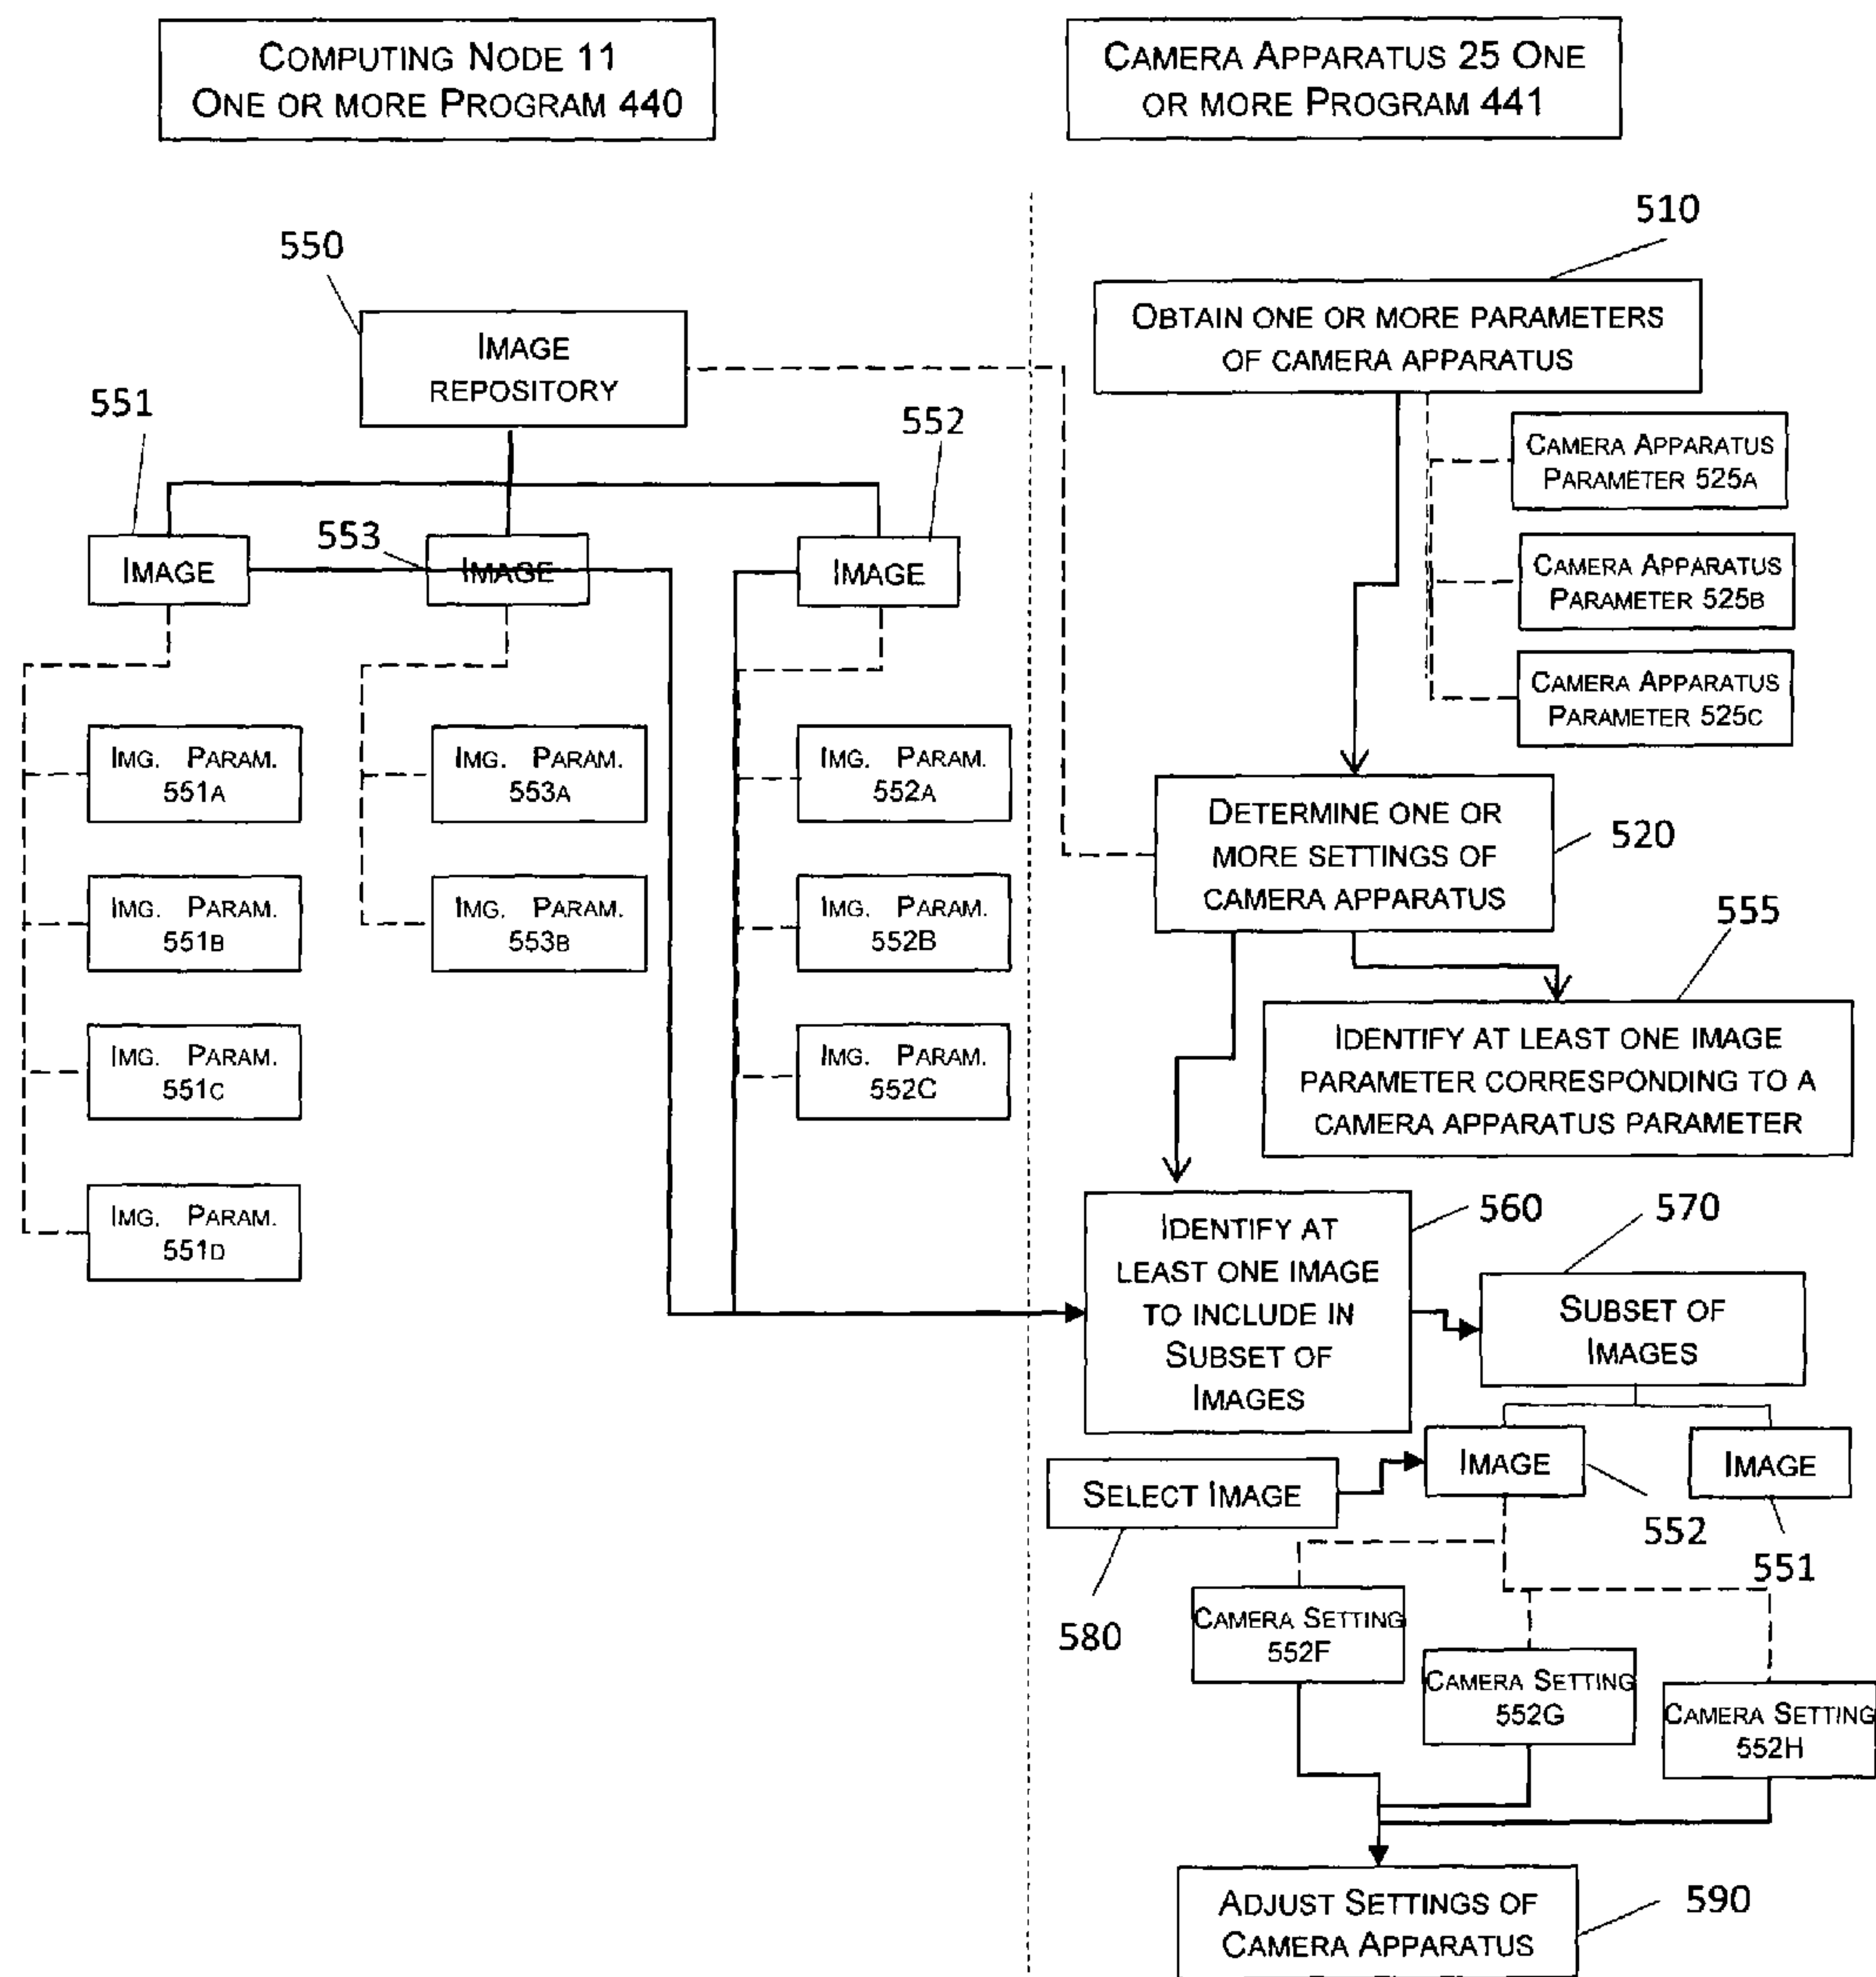 COMPUTING NODE 11
ONE OR MORE PROGRAM 440
CAMERA APPARATUS 25 ONE
OR MORE PROGRAM 441
550
IMAGE
REPOSITORY
551
552
553
IMAGE
IMAGE
IMAGE
IMG. PARAM.
551A
IMG. PARAM.
553A
IMG. PARAM.
552A
IMG. PARAM.
551B
IMG. PARAM.
553B
IMG. PARAM.
552B
IMG. PARAM.
551C
IMG. PARAM.
552C
IMG. PARAM.
551D
510
OBTAIN ONE OR MORE PARAMETERS
OF CAMERA APPARATUS
CAMERA APPARATUS
PARAMETER 525A
CAMERA APPARATUS
PARAMETER 525B
CAMERA APPARATUS
PARAMETER 525C
DETERMINE ONE OR
MORE SETTINGS OF
CAMERA APPARATUS
520
555
IDENTIFY AT LEAST ONE IMAGE
PARAMETER CORRESPONDING TO A
CAMERA APPARATUS PARAMETER
560
570
IDENTIFY AT
LEAST ONE IMAGE
TO INCLUDE IN
SUBSET OF
IMAGES
SUBSET OF
IMAGES
SELECT IMAGE
IMAGE
IMAGE
552
551
580
CAMERA SETTING
552F
CAMERA SETTING
552G
CAMERA SETTING
552H
ADJUST SETTINGS OF
CAMERA APPARATUS
590